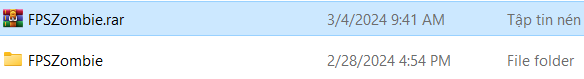 FPSZombie.rar 3/4/2024 9:41 AM Tập tin nén
FPSZombie 2/28/2024 4:54 PM File folder